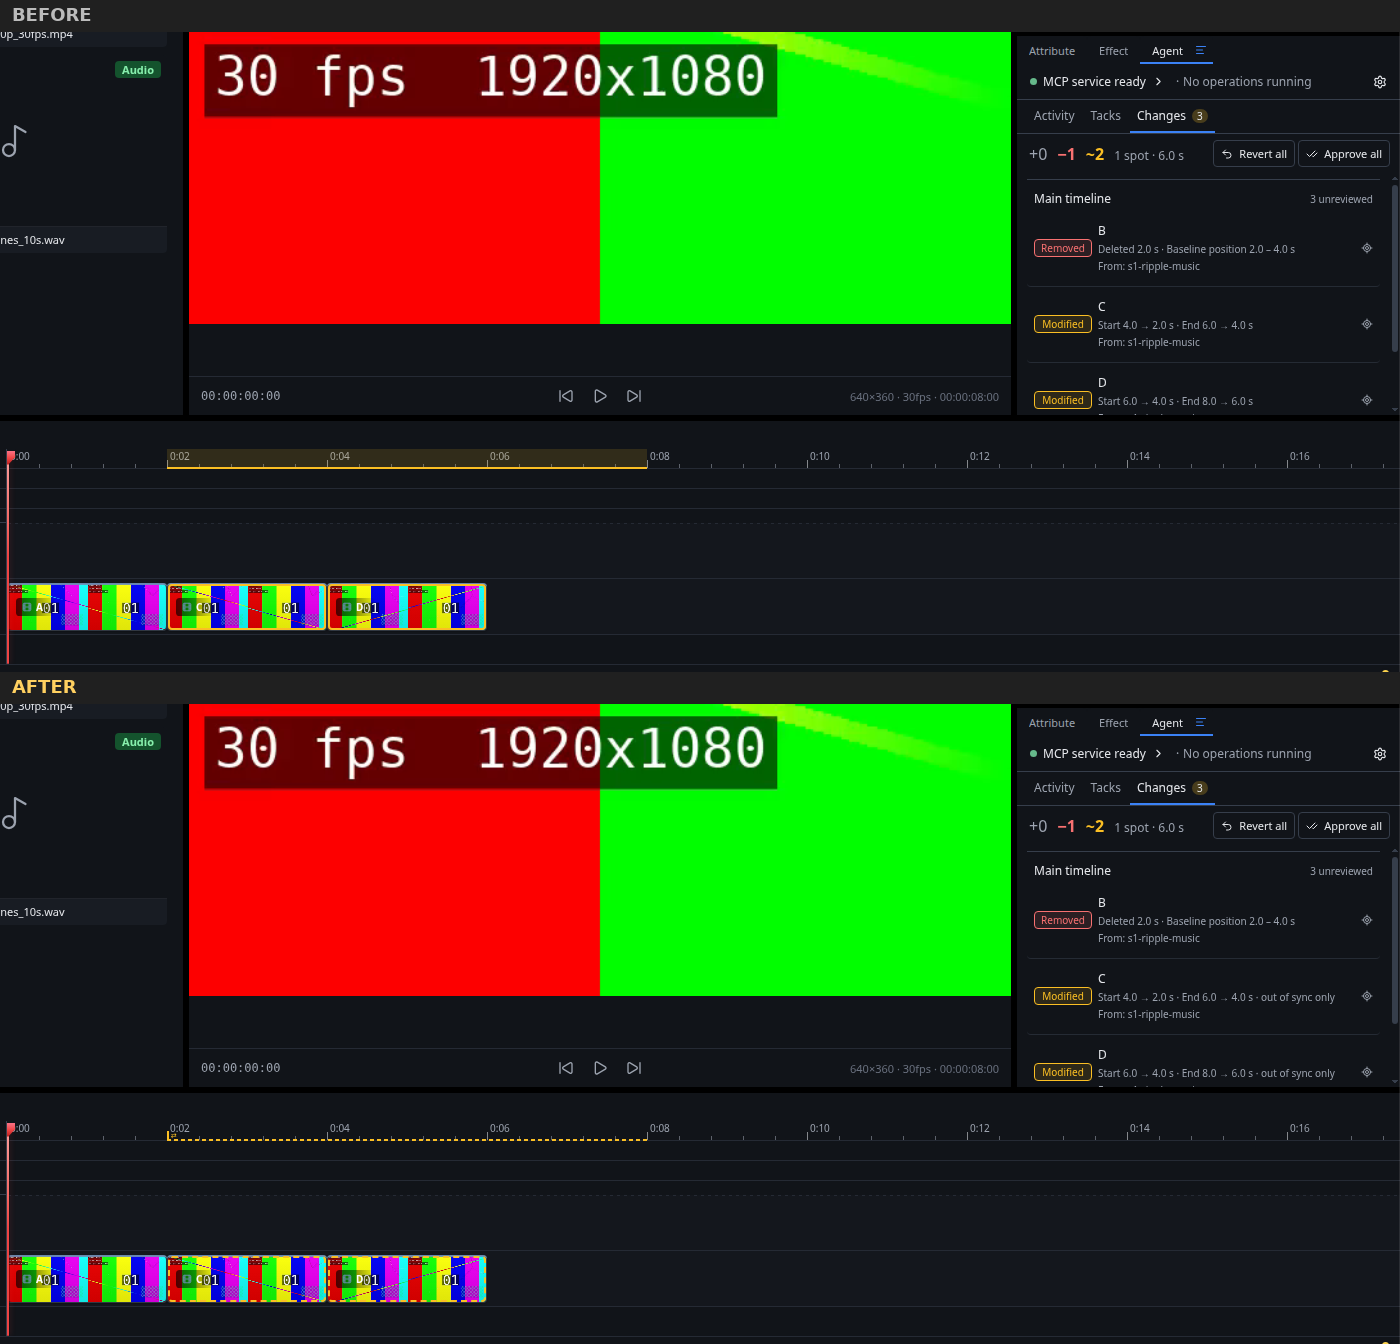 BEFORE
0p_30fps.mp4
Audio
nes_10s.wav
30 fps 1920x1080
00:00:00:00
640×360 · 30fps · 00:00:08:00
Attribute Effect Agent
MCP service ready · No operations running
Activity Tacks Changes 3
+0 −1 ~2 1 spot · 6.0 s Revert all Approve all
Main timeline 3 unreviewed
B
Removed Deleted 2.0 s · Baseline position 2.0 – 4.0 s
From: s1-ripple-music
C
Modified Start 4.0 → 2.0 s · End 6.0 → 4.0 s
From: s1-ripple-music
D
Modified Start 6.0 → 4.0 s · End 8.0 → 6.0 s
:00 0:02 0:04 0:06 0:08 0:10 0:12 0:14 0:16
A01 01 C01 01 D01 01
AFTER
0p_30fps.mp4
Audio
nes_10s.wav
30 fps 1920x1080
00:00:00:00
640×360 · 30fps · 00:00:08:00
Attribute Effect Agent
MCP service ready · No operations running
Activity Tacks Changes 3
+0 −1 ~2 1 spot · 6.0 s Revert all Approve all
Main timeline 3 unreviewed
B
Removed Deleted 2.0 s · Baseline position 2.0 – 4.0 s
From: s1-ripple-music
C
Modified Start 4.0 → 2.0 s · End 6.0 → 4.0 s · out of sync only
From: s1-ripple-music
D
Modified Start 6.0 → 4.0 s · End 8.0 → 6.0 s · out of sync only
:00 0:02 0:04 0:06 0:08 0:10 0:12 0:14 0:16
A01 01 C01 01 D01 01